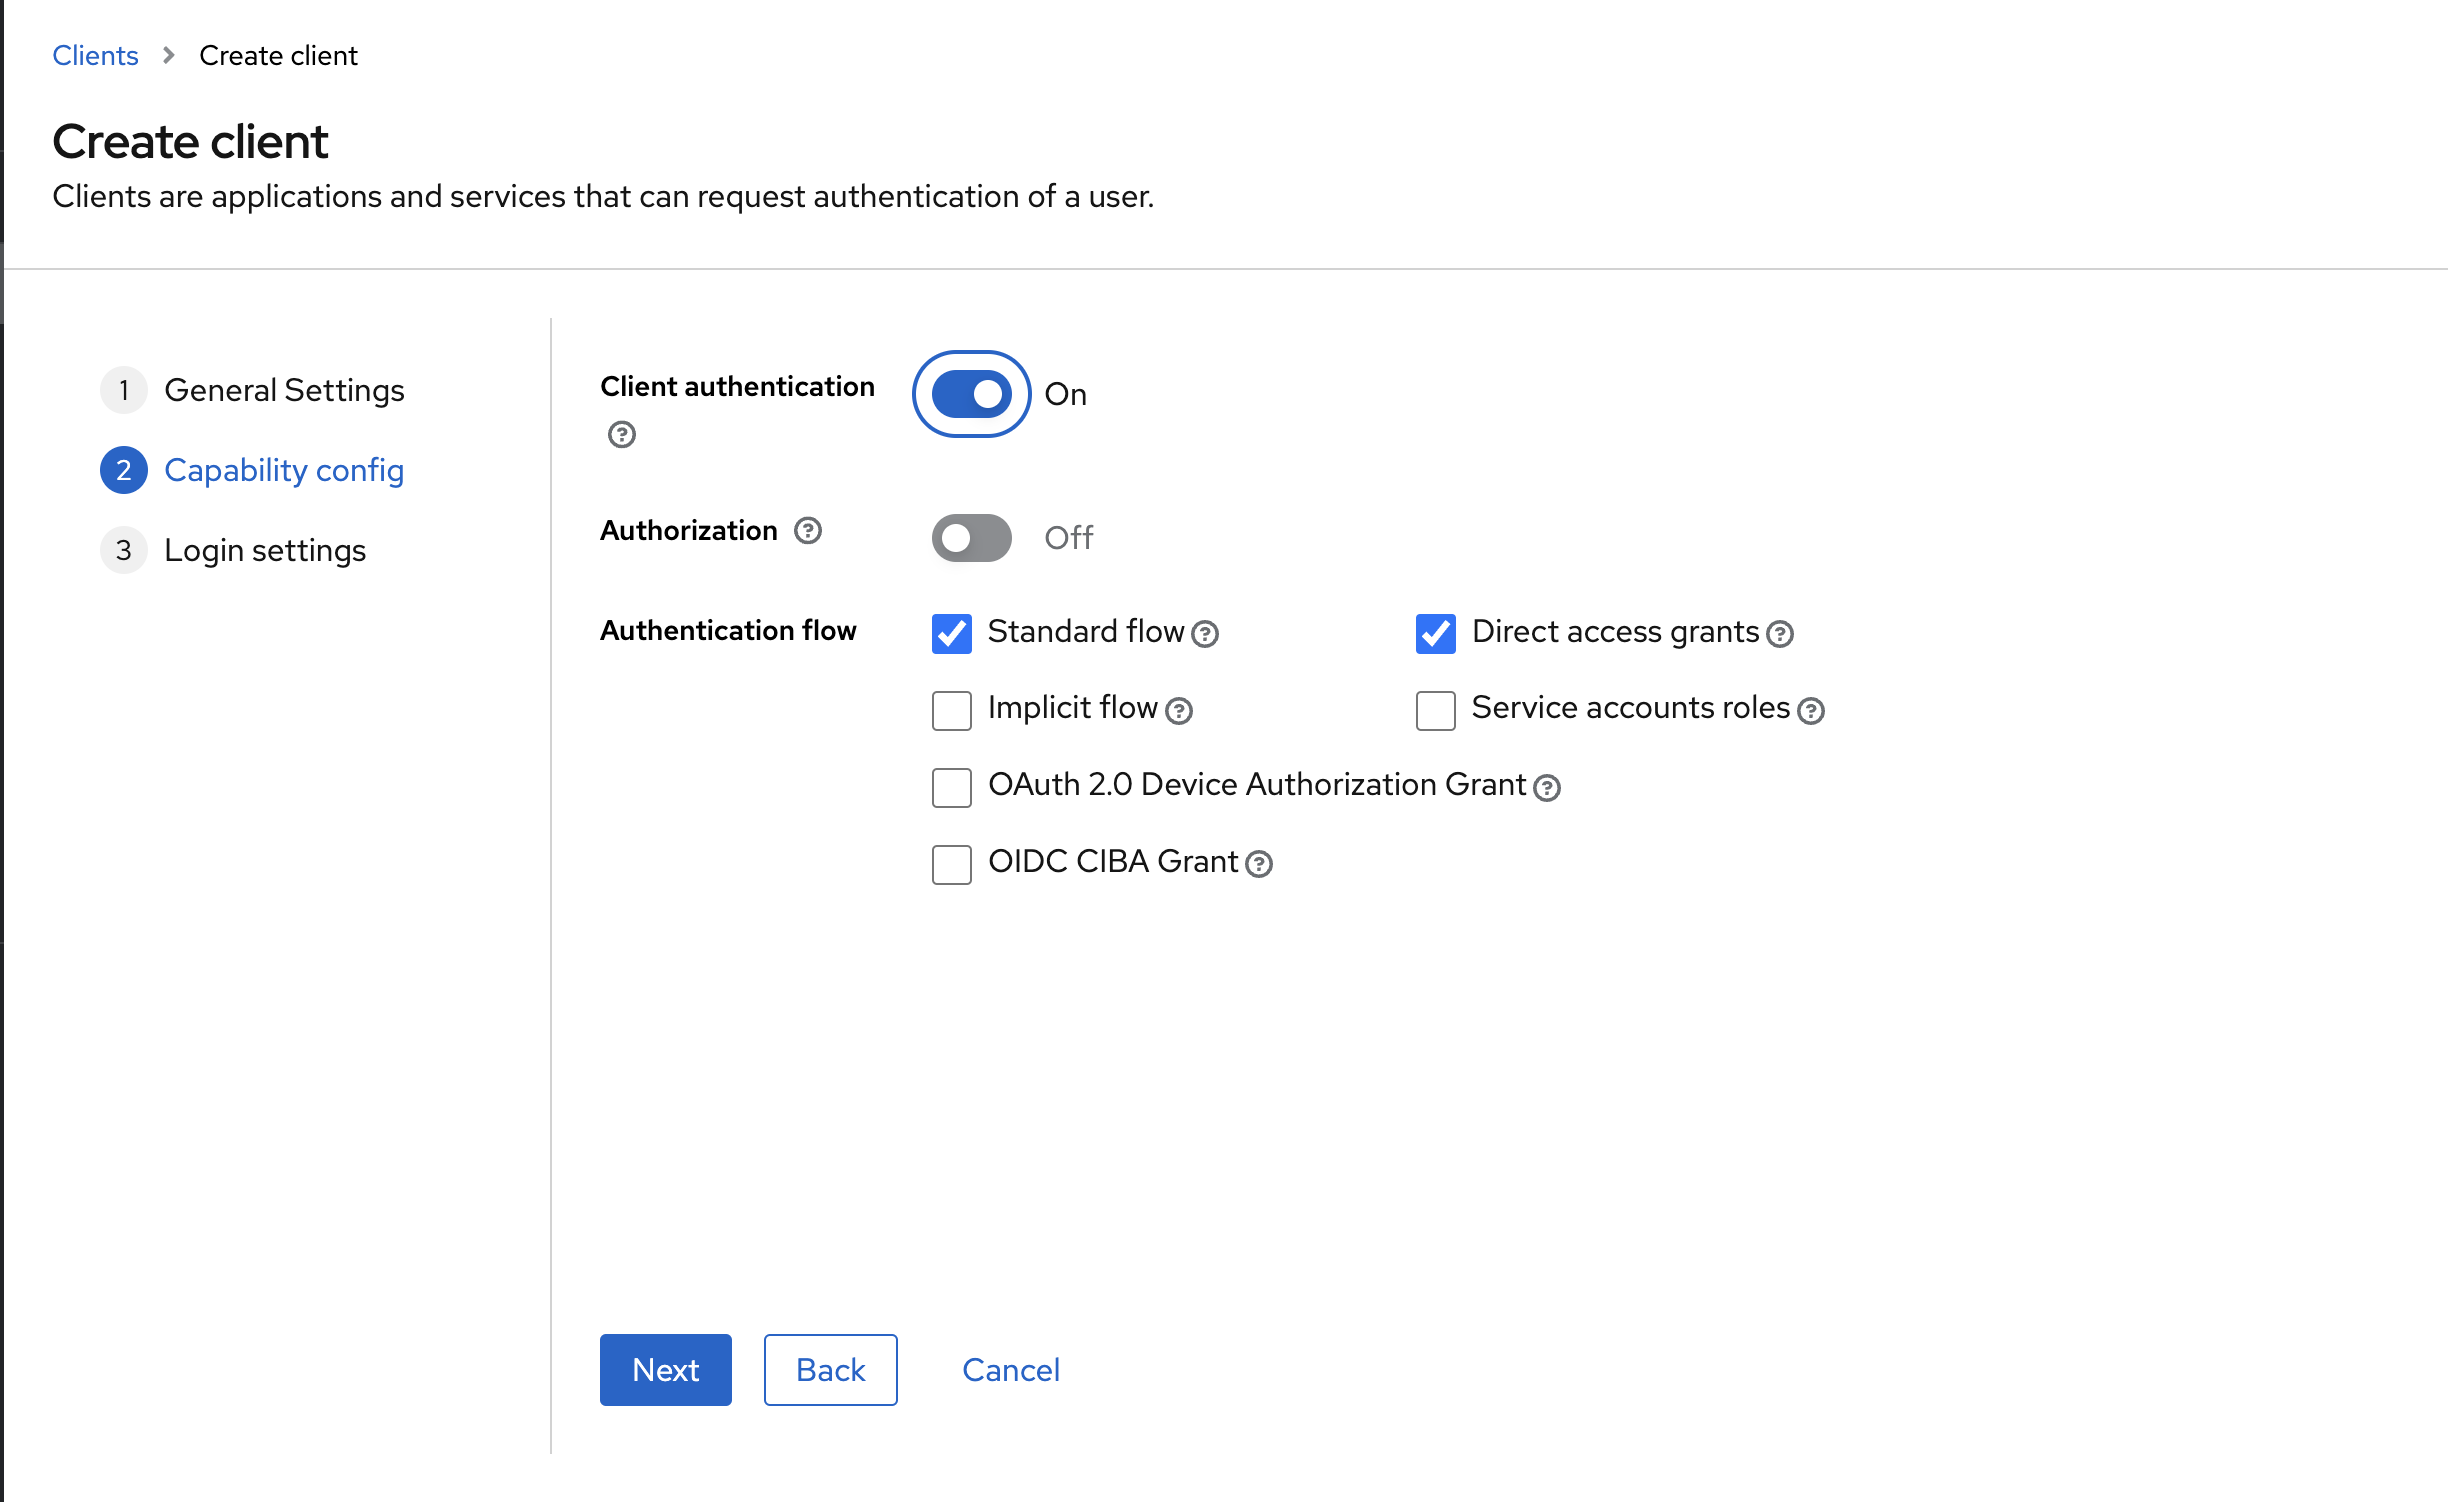 Clients > Create client
Create client
Clients are applications and services that can request authentication of a user.
1 General Settings
2 Capability config
3 Login settings
Client authentication ? On
Authorization ? Off
Authentication flow
Standard flow ? Direct access grants ?
Implicit flow ? Service accounts roles ?
OAuth 2.0 Device Authorization Grant ?
OIDC CIBA Grant ?
Next Back Cancel